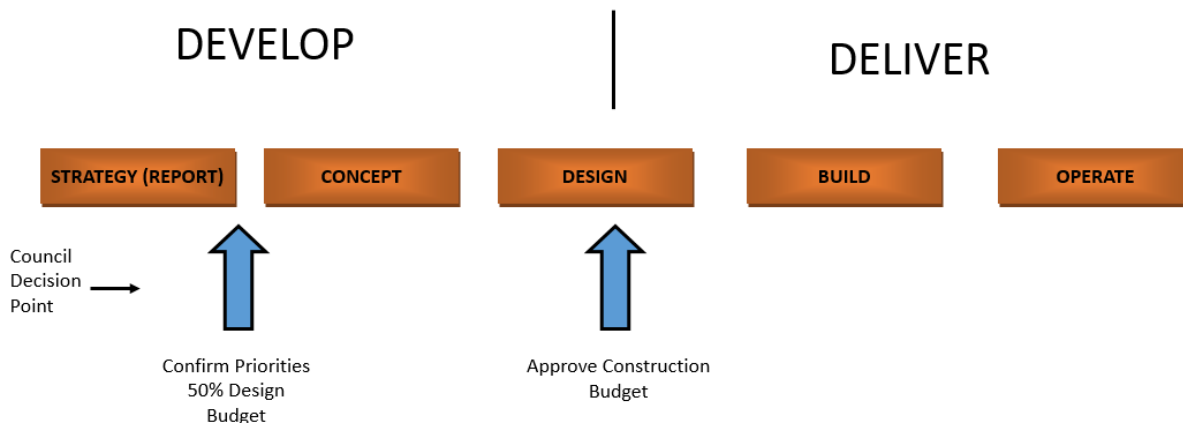 DEVELOP
DELIVER
STRATEGY (REPORT)
CONCEPT
DESIGN
BUILD
OPERATE
Council
Decision
Point
Confirm Priorities
50% Design
Budget
Approve Construction
Budget